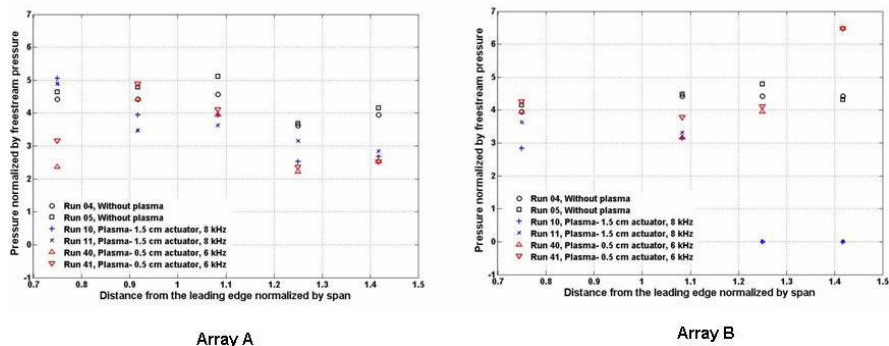 Pressure normalized by freestream pressure
7
6
5
4
3
2
1
0
-1
Run 04, Without plasma
Run 05, Without plasma
Run 10, Plasma- 1.5 cm actuator, 8 kHz
Run 11, Plasma- 1.5 cm actuator, 8 kHz
Run 40, Plasma- 0.5 cm actuator, 6 kHz
Run 41, Plasma- 0.5 cm actuator, 6 kHz
0.7 0.8 0.9 1 1.1 1.2 1.3 1.4 1.5
Distance from the leading edge normalized by span
Array A
Pressure normalized by freestream pressure
7
6
5
4
3
2
1
0
-1
Run 04, Without plasma
Run 05, Without plasma
Run 10, Plasma- 1.5 cm actuator, 8 kHz
Run 11, Plasma- 1.5 cm actuator, 8 kHz
Run 40, Plasma- 0.5 cm actuator, 6 kHz
Run 41, Plasma- 0.5 cm actuator, 6 kHz
0.7 0.8 0.9 1 1.1 1.2 1.3 1.4 1.5
Distance from the leading edge normalized by span
Array B